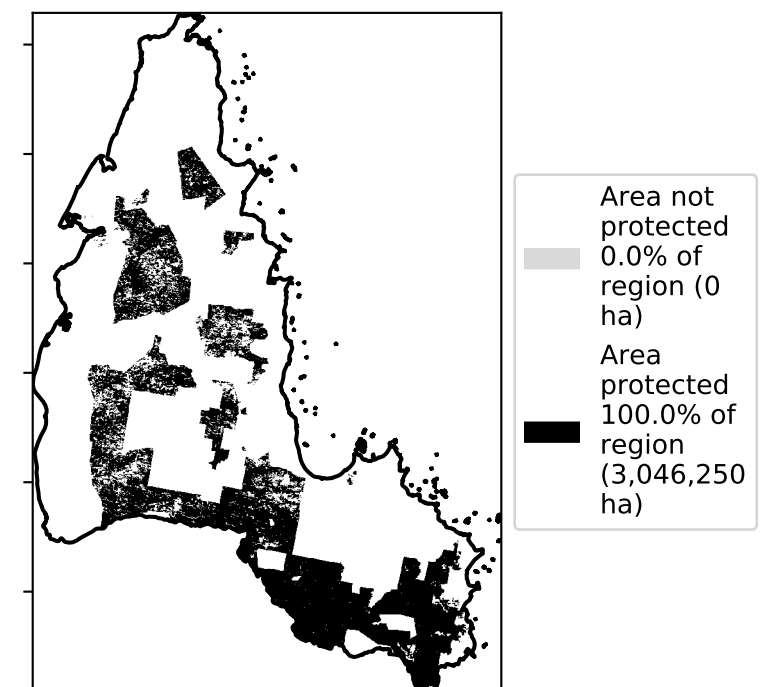 Area not
protected
0.0% of
region (0
ha)
Area
protected
100.0% of
region
(3,046,250
ha)